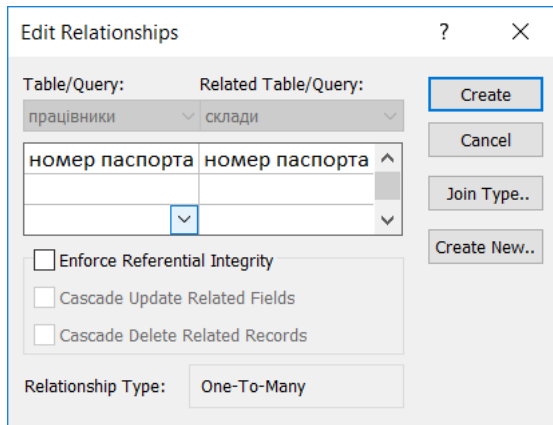 Edit Relationships ?
Table/Query: Related Table/Query:
працівники склади
номер паспорта номер паспорта
Create
Cancel
Join Type..
Create New..
Enforce Referential Integrity
Cascade Update Related Fields
Cascade Delete Related Records
Relationship Type: One-To-Many